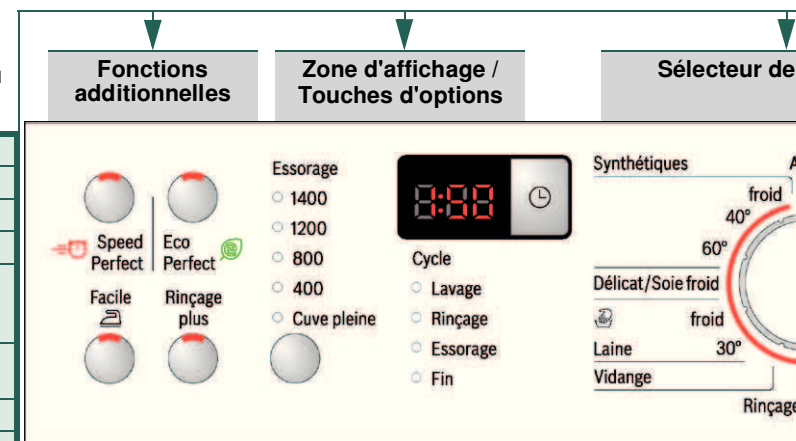 Fonctions
additionnelles
Zone d'affichage /
Touches d'options
Sélecteur de
Speed
Perfect
Eco
Perfect
Facile
Rinçage
plus
Essorage
1400
1200
800
400
Cuve pleine
1:50
Cycle
Lavage
Rinçage
Essorage
Fin
Synthétiques
froid
40°
60°
Délicat/Soie froid
froid
Laine 30°
Vidange
Rinçage